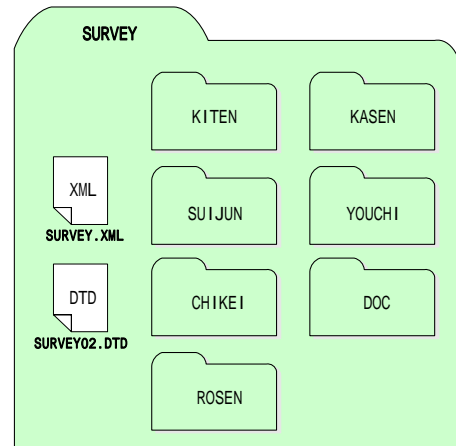 SURVEY
KITEN
KASEN
XML
SURVEY.XML
SUIJUN
YOUCHI
DTD
SURVEY02.DTD
CHIKEI
DOC
ROSEN